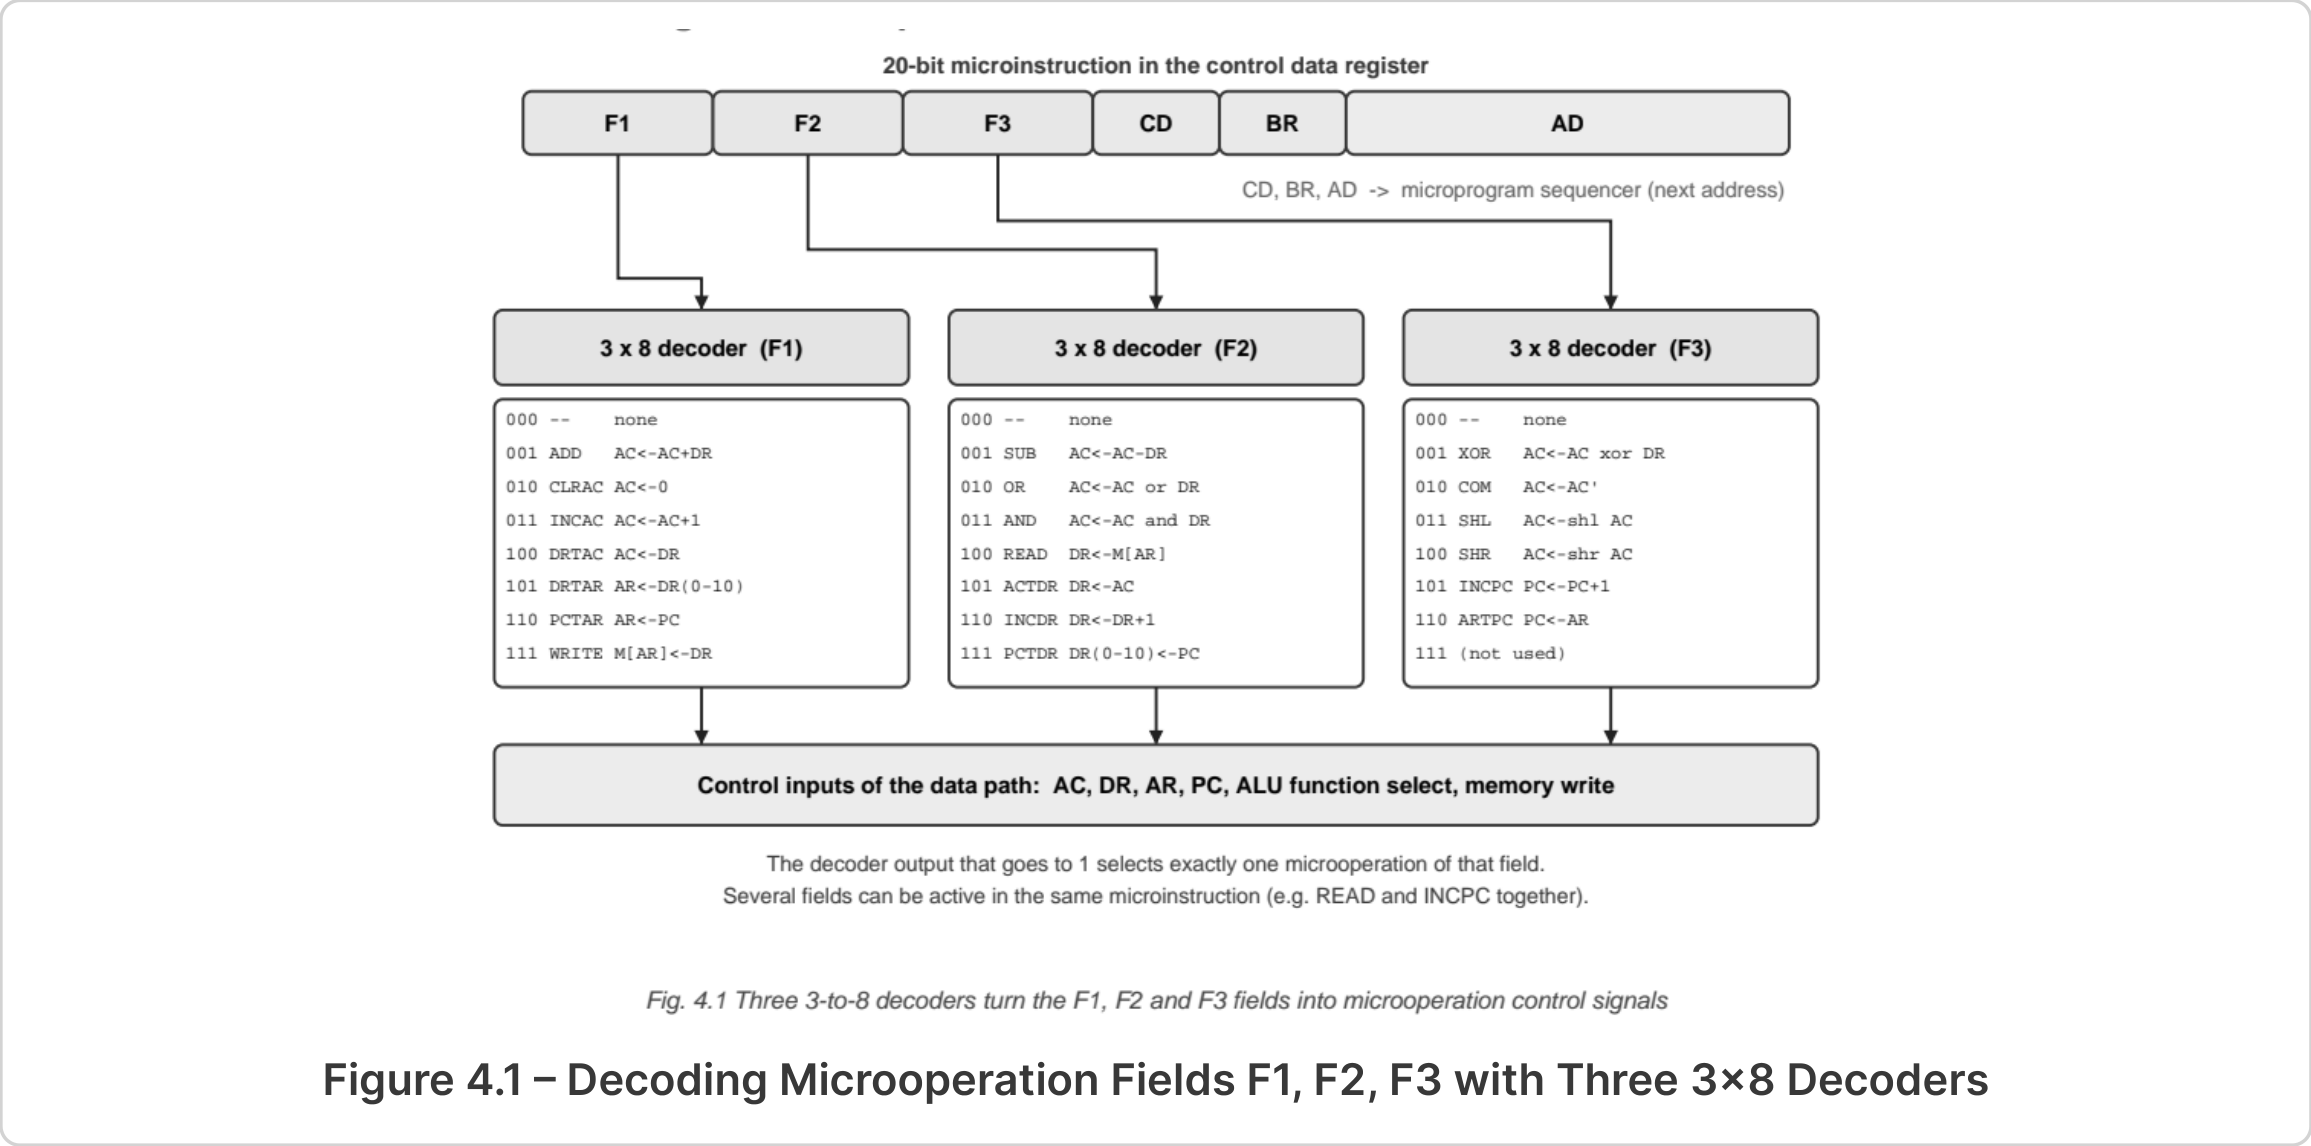 20-bit microinstruction in the control data register
F1 F2 F3 CD BR AD
CD, BR, AD -> microprogram sequencer (next address)
3 x 8 decoder (F1)
000 -- none
001 ADD AC<-AC+DR
010 CLRAC AC<-0
011 INCAC AC<-AC+1
100 DRTAC AC<-DR
101 DRTAR AR<-DR(0-10)
110 PCTAR AR<-PC
111 WRITE M[AR]<-DR
3 x 8 decoder (F2)
000 -- none
001 SUB AC<-AC-DR
010 OR AC<-AC or DR
011 AND AC<-AC and DR
100 READ DR<-M[AR]
101 ACTDR DR<-AC
110 INCDR DR<-DR+1
111 PCTDR DR(0-10)<-PC
3 x 8 decoder (F3)
000 -- none
001 XOR AC<-AC xor DR
010 COM AC<-AC'
011 SHL AC<-shl AC
100 SHR AC<-shr AC
101 INCPC PC<-PC+1
110 ARTPC PC<-AR
111 (not used)
Control inputs of the data path: AC, DR, AR, PC, ALU function select, memory write
The decoder output that goes to 1 selects exactly one microoperation of that field.
Several fields can be active in the same microinstruction (e.g. READ and INCPC together).
Fig. 4.1 Three 3-to-8 decoders turn the F1, F2 and F3 fields into microoperation control signals
Figure 4.1 – Decoding Microoperation Fields F1, F2, F3 with Three 3×8 Decoders